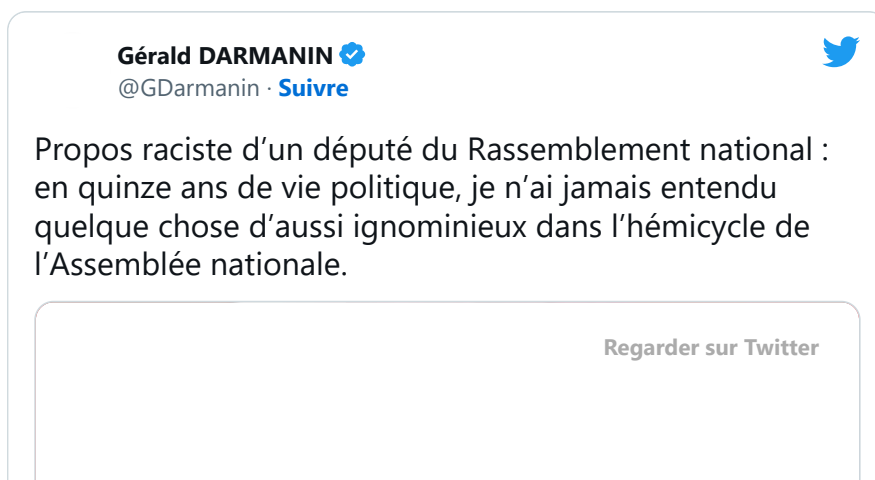 Gérald DARMANIN
@GDarmanin · Suivre
Propos raciste d’un député du Rassemblement national :
en quinze ans de vie politique, je n’ai jamais entendu
quelque chose d’aussi ignominieux dans l’hémicycle de
l’Assemblée nationale.
Regarder sur Twitter